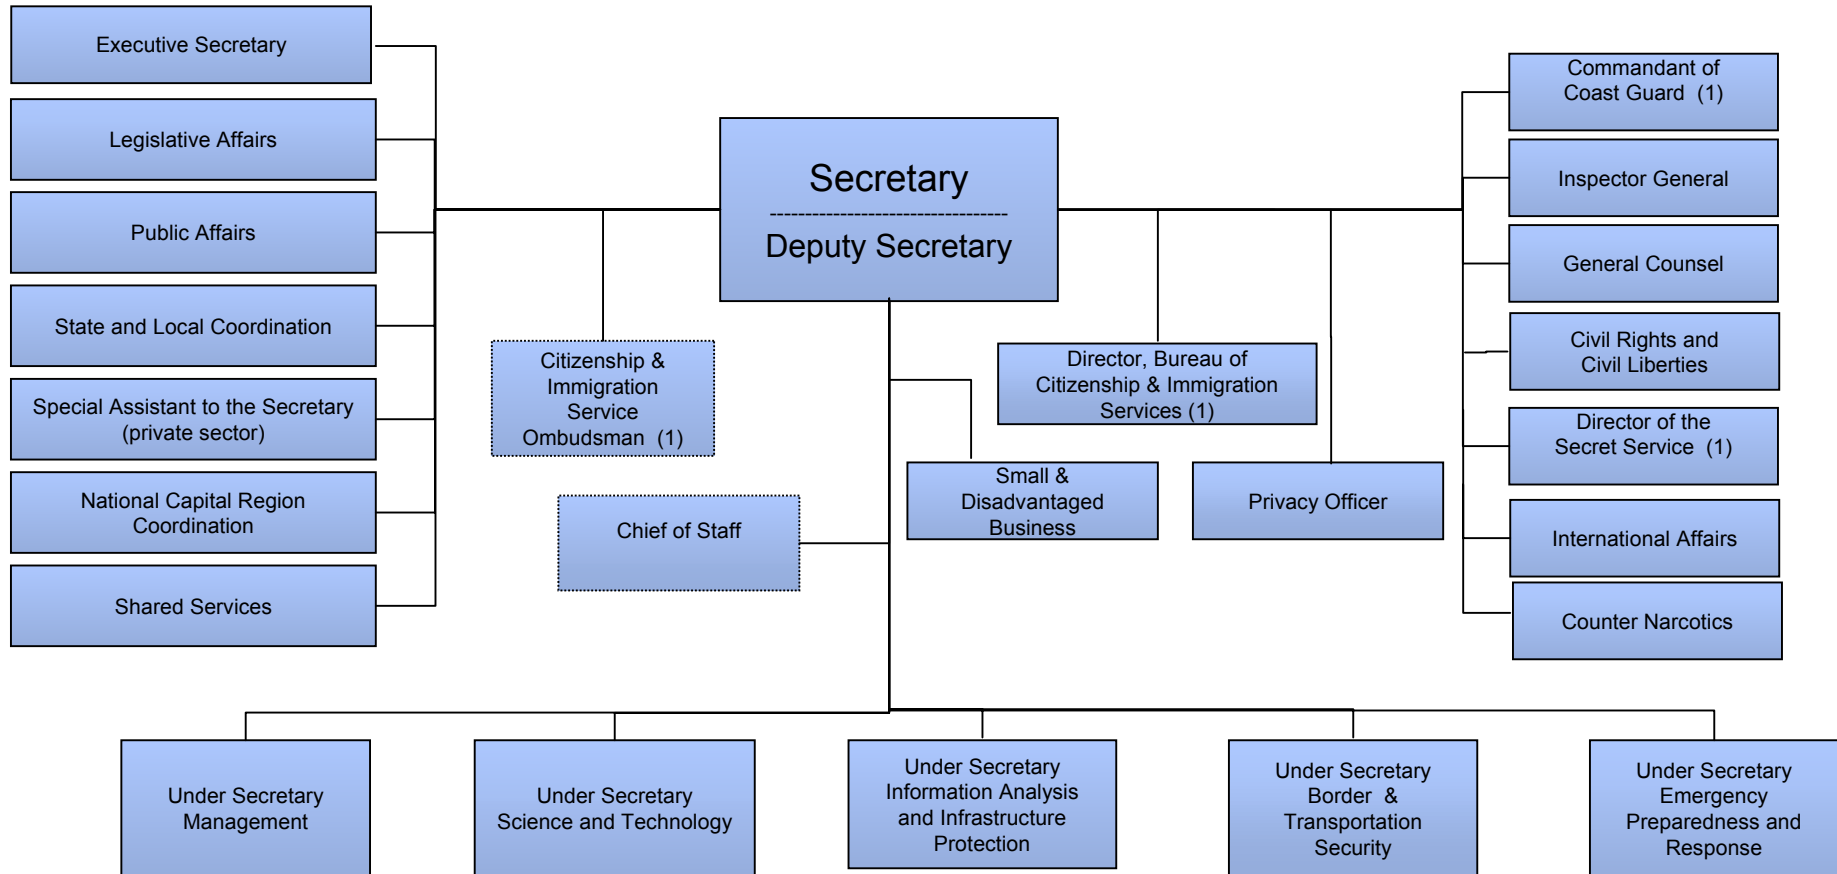 Executive Secretary
Legislative Affairs
Public Affairs
State and Local Coordination
Special Assistant to the Secretary
(private sector)
National Capital Region
Coordination
Shared Services
Secretary
----------------------------------
Deputy Secretary
Citizenship &
Immigration
Service
Ombudsman (1)
Chief of Staff
Small &
Disadvantaged
Business
Director, Bureau of
Citizenship & Immigration
Services (1)
Privacy Officer
Commandant of
Coast Guard (1)
Inspector General
General Counsel
Civil Rights and
Civil Liberties
Director of the
Secret Service (1)
International Affairs
Counter Narcotics
Under Secretary
Management
Under Secretary
Science and Technology
Under Secretary
Information Analysis
and Infrastructure
Protection
Under Secretary
Border &
Transportation
Security
Under Secretary
Emergency
Preparedness and
Response